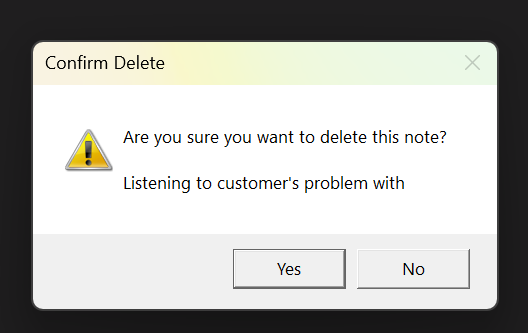 Confirm Delete
Are you sure you want to delete this note?
Listening to customer's problem with
Yes
No